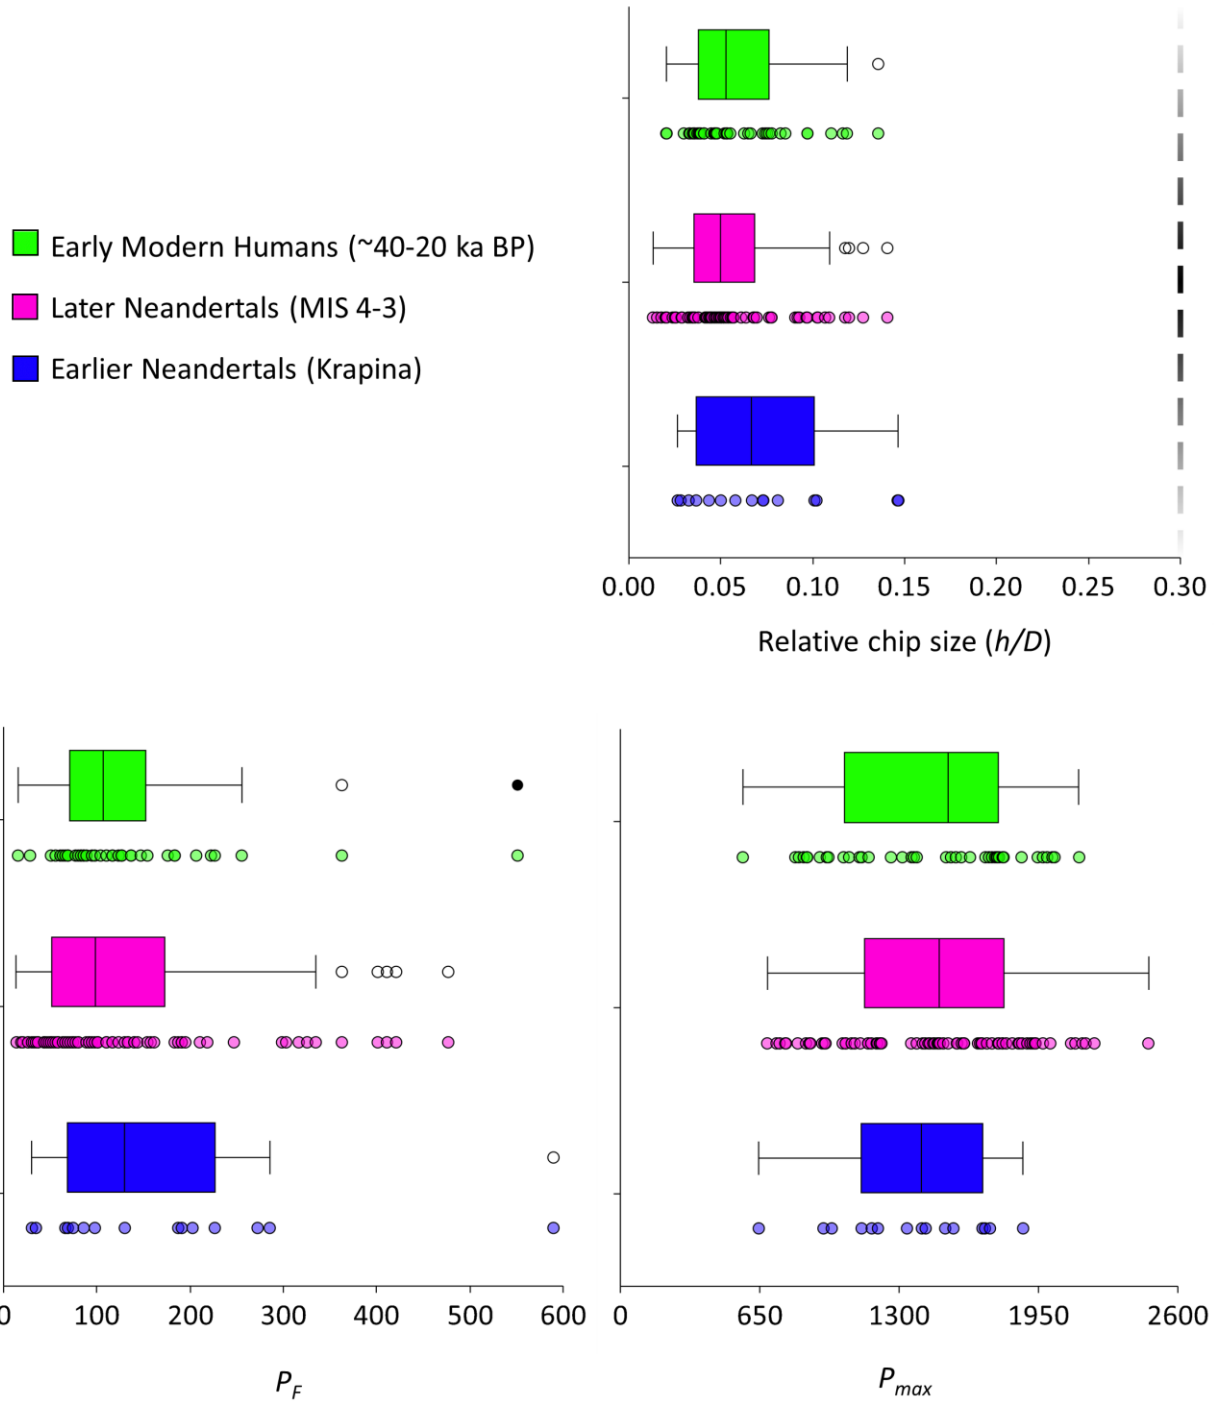 Early Modern Humans (~40-20 ka BP)
Later Neandertals (MIS 4-3)
Earlier Neandertals (Krapina)
0.00 0.05 0.10 0.15 0.20 0.25 0.30
Relative chip size (h/D)
0 100 200 300 400 500 600
P_F
0 650 1300 1950 2600
P_max